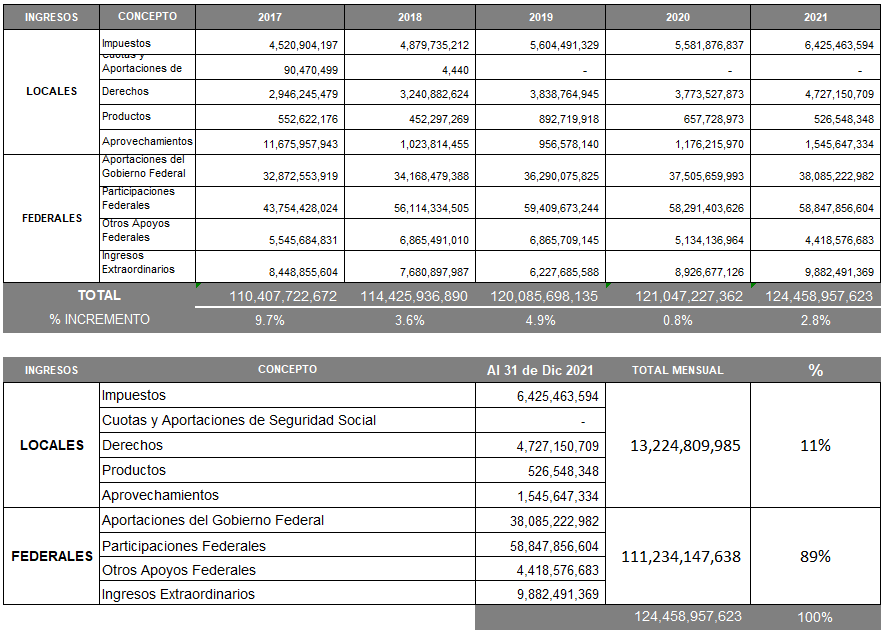 INGRESOS CONCEPTO 2017 2018 2019 2020 2021
LOCALES
Impuestos 4,520,904,197 4,879,735,212 5,604,491,329 5,581,876,837 6,425,463,594
Cuotas y
Aportaciones de 90,470,499 4,440 - - -
Derechos 2,946,245,479 3,240,882,624 3,838,764,945 3,773,527,873 4,727,150,709
Productos 552,622,176 452,297,269 892,719,918 657,728,973 526,548,348
Aprovechamientos 11,675,957,943 1,023,814,455 956,578,140 1,176,215,970 1,545,647,334
FEDERALES
Aportaciones del
Gobierno Federal 32,872,553,919 34,168,479,388 36,290,075,825 37,505,659,993 38,085,222,982
Participaciones
Federales 43,754,428,024 56,114,334,505 59,409,673,244 58,291,403,626 58,847,856,604
Otros Apoyos
Federales 5,545,684,831 6,865,491,010 6,865,709,145 5,134,136,964 4,418,576,683
Ingresos
Extraordinarios 8,448,855,604 7,680,897,987 6,227,685,588 8,926,677,126 9,882,491,369
TOTAL 110,407,722,672 114,425,936,890 120,085,698,135 121,047,227,362 124,458,957,623
% INCREMENTO 9.7% 3.6% 4.9% 0.8% 2.8%
INGRESOS CONCEPTO Al 31 de Dic 2021 TOTAL MENSUAL %
LOCALES
Impuestos 6,425,463,594
Cuotas y Aportaciones de Seguridad Social -
Derechos 4,727,150,709
Productos 526,548,348
Aprovechamientos 1,545,647,334
13,224,809,985 11%
FEDERALES
Aportaciones del Gobierno Federal 38,085,222,982
Participaciones Federales 58,847,856,604
Otros Apoyos Federales 4,418,576,683
Ingresos Extraordinarios 9,882,491,369
111,234,147,638 89%
124,458,957,623 100%